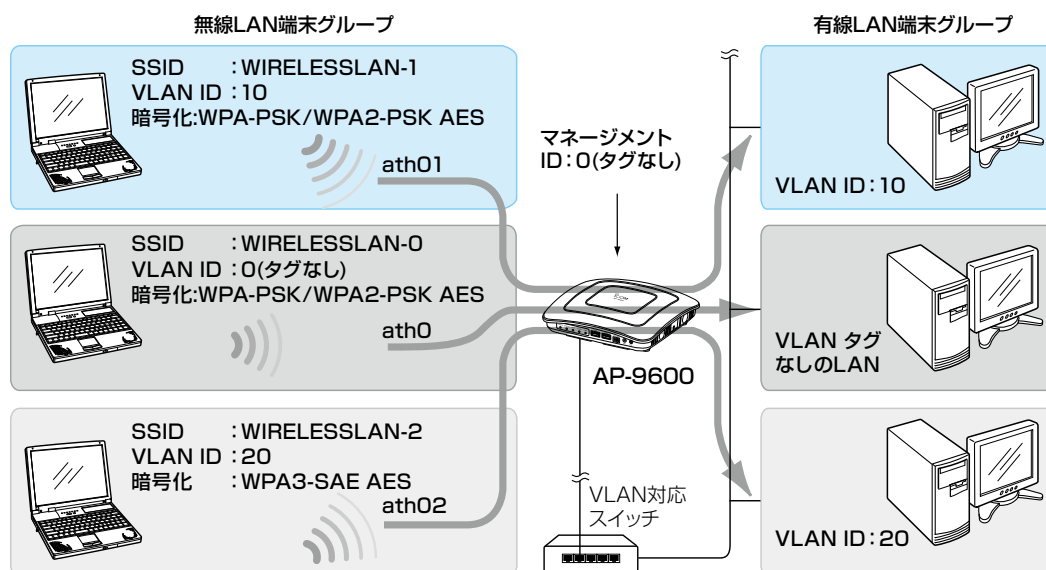 無線LAN端末グループ
有線LAN端末グループ
SSID :WIRELESSLAN-1
VLAN ID :10
暗号化:WPA-PSK/WPA2-PSK AES
ath01
マネージメント
ID:0(タグなし)
VLAN ID:10
SSID :WIRELESSLAN-0
VLAN ID :0(タグなし)
暗号化:WPA-PSK/WPA2-PSK AES
ath0
AP-9600
VLAN タグ
なしのLAN
SSID :WIRELESSLAN-2
VLAN ID :20
暗号化 :WPA3-SAE AES
ath02
VLAN対応
スイッチ
VLAN ID:20